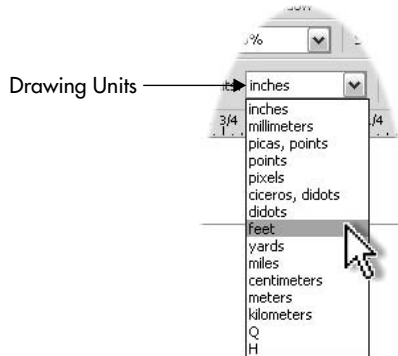 %
Drawing Units
inches
3/4
1/4
inches
millimeters
picas, points
points
pixels
ciceros, didots
didots
feet
yards
miles
centimeters
meters
kilometers
Q
H